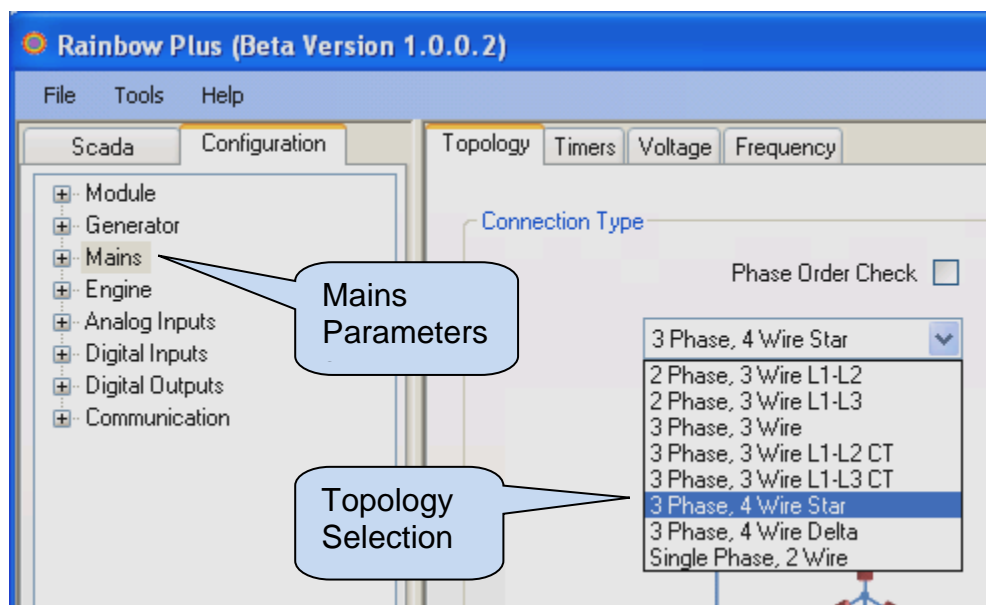 Rainbow Plus (Beta Version 1.0.0.2)
File Tools Help
Scada Configuration
Topology Timers Voltage Frequency
Module
Generator
Mains
Engine
Analog Inputs
Digital Inputs
Digital Outputs
Communication
Mains
Parameters
Connection Type
Phase Order Check
3 Phase, 4 Wire Star
2 Phase, 3 Wire L1-L2
2 Phase, 3 Wire L1-L3
3 Phase, 3 Wire
3 Phase, 3 Wire L1-L2 CT
3 Phase, 3 Wire L1-L3 CT
3 Phase, 4 Wire Star
3 Phase, 4 Wire Delta
Single Phase, 2 Wire
Topology
Selection